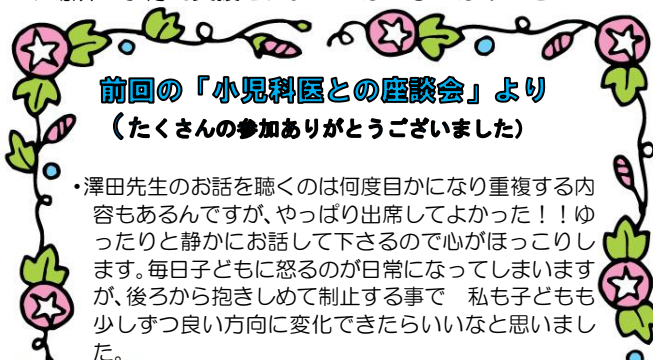 前回の「小児科医との座談会」より
（たくさんの参加ありがとうございました）
・澤田先生のお話を聴くのは何度目かになり重複する内
容もあるんですが、やっぱり出席してよかった！！ゆ
ったりと静かにお話して下さるので心がほっこりし
ます。毎日子どもに怒るのが日常になってしまいます
が、後ろから抱きしめて制止する事で　私も子どもも
少しずつ良い方向に変化できたらいいなと思いまし
た。